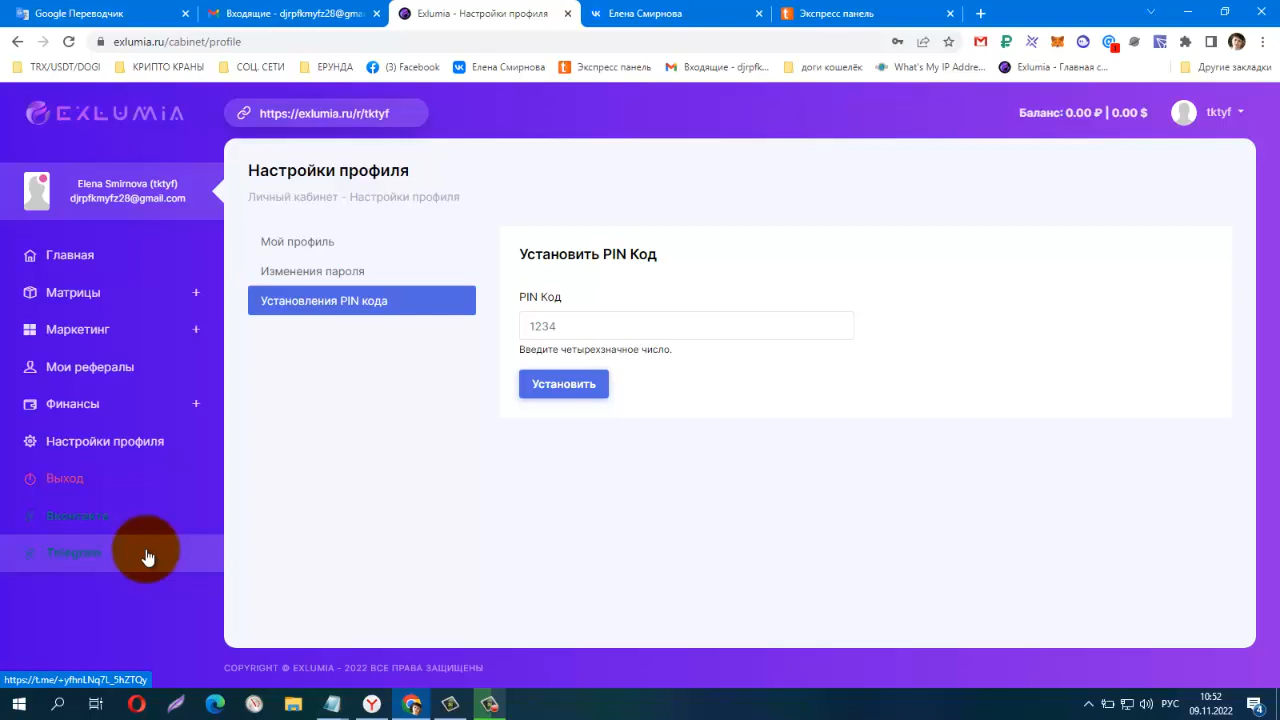 Google Переводчик
Входящие - djrpfkmyfz28@gma
Exlumia - Настройки профиля
Елена Смирнова
Экспресс панель
exlumia.ru/cabinet/profile
TRX/USDT/DOGI
КРИПТО КРАНЫ
СОЦ. СЕТИ
ЕРУНДА
(3) Facebook
Елена Смирнова
Экспресс панель
Входящие - djrpfk...
доги кошелёк
What's My IP Addre...
Exlumia - Главная с...
Другие закладки
EXLUMIA
https://exlumia.ru/r/tktyf
Баланс: 0.00 ₽ | 0.00 $
tktyf
Elena Smirnova (tktyf)
djrpfkmyfz28@gmail.com
Главная
Матрицы +
Маркетинг +
Мои рефералы
Финансы +
Настройки профиля
Выход
Вконтакте
Telegram
Настройки профиля
Личный кабинет - Настройки профиля
Мой профиль
Изменения пароля
Установления PIN кода
Установить PIN Код
PIN Код
1234
Введите четырехзначное число.
Установить
COPYRIGHT © EXLUMIA - 2022 ВСЕ ПРАВА ЗАЩИЩЕНЫ
https://t.me/+yfhnLNq7L_5hZTQy
РУС
10:52
09.11.2022
4